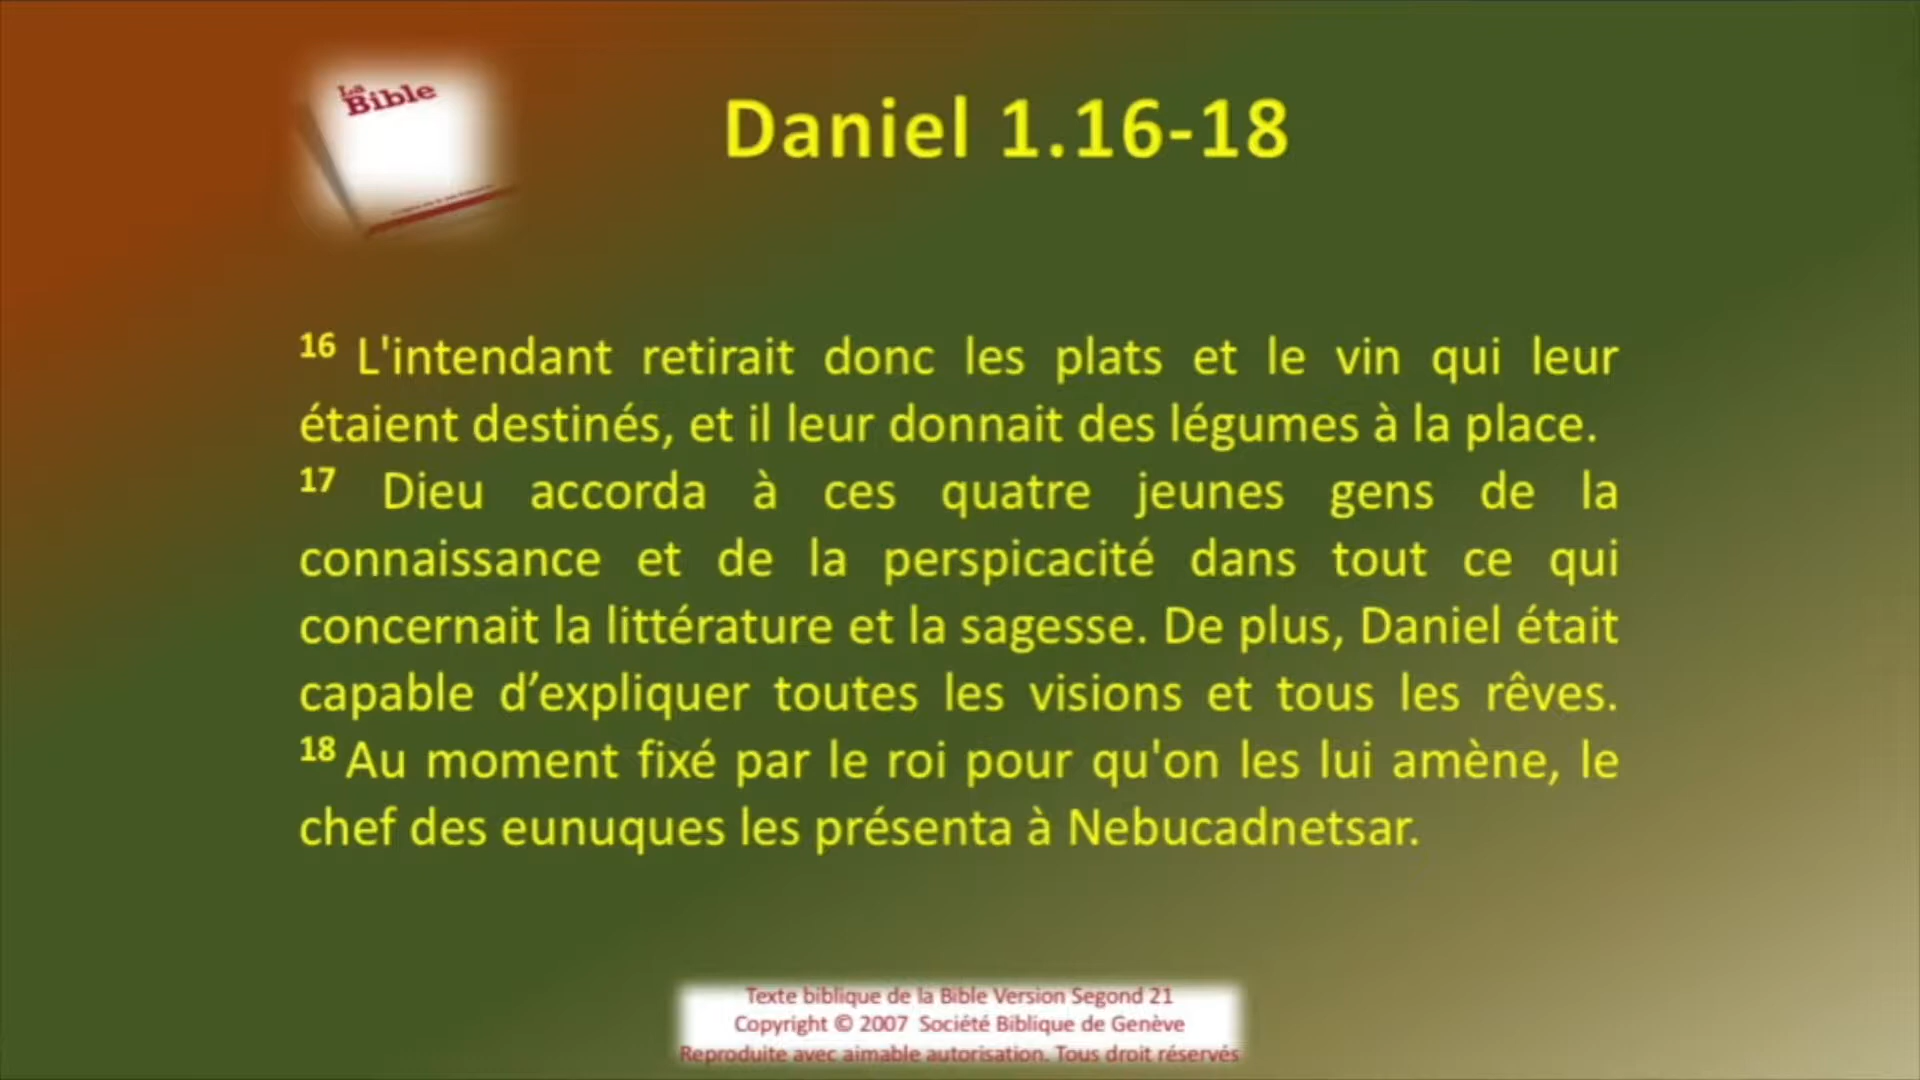 La
Bible
Daniel 1.16-18
16 L'intendant retirait donc les plats et le vin qui leur
étaient destinés, et il leur donnait des légumes à la place.
17 Dieu accorda à ces quatre jeunes gens de la
connaissance et de la perspicacité dans tout ce qui
concernait la littérature et la sagesse. De plus, Daniel était
capable d’expliquer toutes les visions et tous les rêves.
18 Au moment fixé par le roi pour qu'on les lui amène, le
chef des eunuques les présenta à Nebucadnetsar.
Texte biblique de la Bible Version Segond 21
Copyright © 2007 Société Biblique de Genève
Reproduite avec aimable autorisation. Tous droit réservés